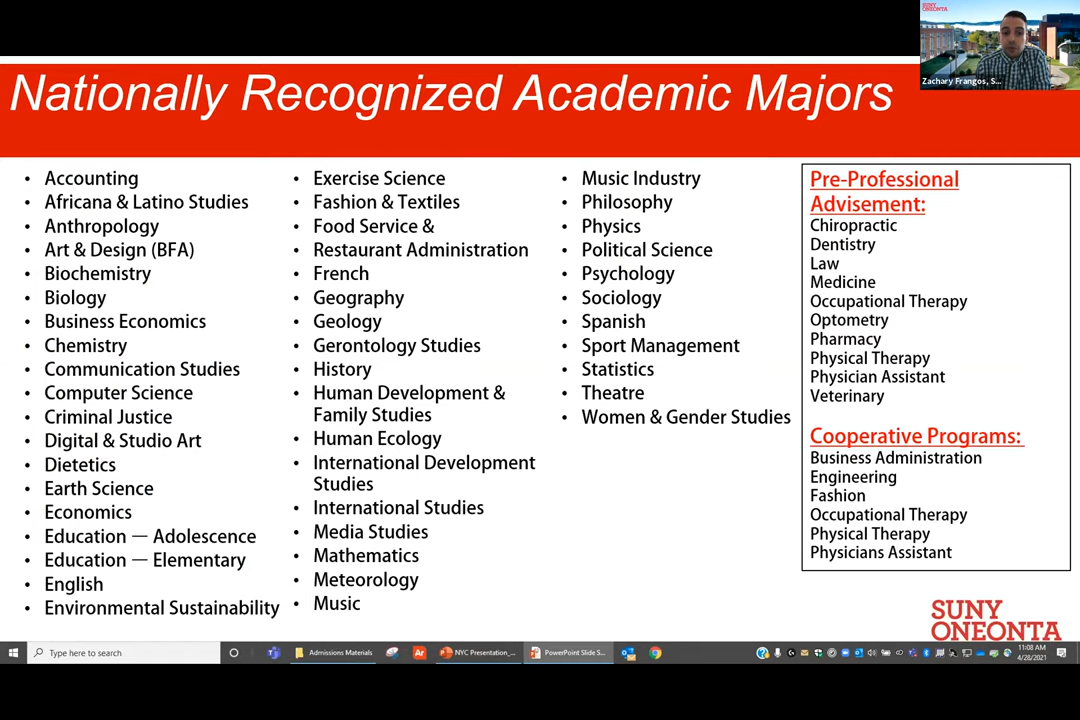 SUNY
ONEONTA
Zachary Frangos, S...
Nationally Recognized Academic Majors
• Accounting
• Africana & Latino Studies
• Anthropology
• Art & Design (BFA)
• Biochemistry
• Biology
• Business Economics
• Chemistry
• Communication Studies
• Computer Science
• Criminal Justice
• Digital & Studio Art
• Dietetics
• Earth Science
• Economics
• Education — Adolescence
• Education — Elementary
• English
• Environmental Sustainability
• Exercise Science
• Fashion & Textiles
• Food Service &
• Restaurant Administration
• French
• Geography
• Geology
• Gerontology Studies
• History
• Human Development &
Family Studies
• Human Ecology
• International Development
Studies
• International Studies
• Media Studies
• Mathematics
• Meteorology
• Music
• Music Industry
• Philosophy
• Physics
• Political Science
• Psychology
• Sociology
• Spanish
• Sport Management
• Statistics
• Theatre
• Women & Gender Studies
Pre-Professional
Advisement:
Chiropractic
Dentistry
Law
Medicine
Occupational Therapy
Optometry
Pharmacy
Physical Therapy
Physician Assistant
Veterinary
Cooperative Programs:
Business Administration
Engineering
Fashion
Occupational Therapy
Physical Therapy
Physicians Assistant
SUNY
ONEONTA
Type here to search
Admissions Materials
Ar
NYC Presentation_...
PowerPoint Slide S...
11:08 AM
4/28/2021